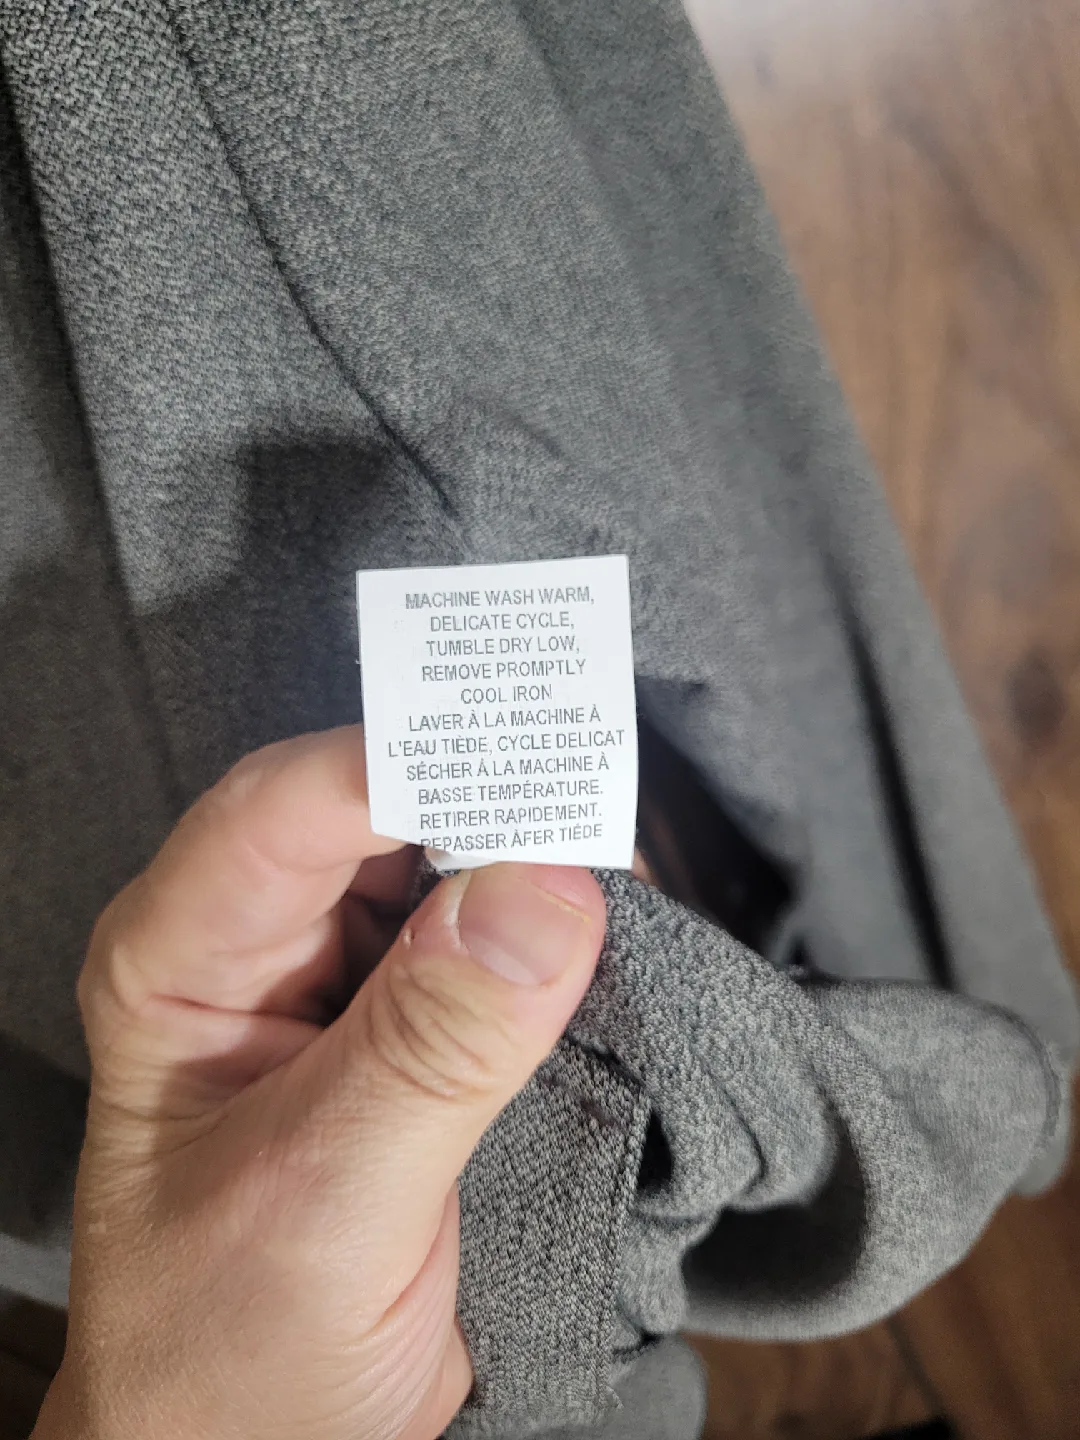 MACHINE WASH WARM,
DELICATE CYCLE,
TUMBLE DRY LOW,
REMOVE PROMPTLY
COOL IRON
LAVER À LA MACHINE À
L'EAU TIÈDE, CYCLE DELICAT
SÉCHER À LA MACHINE À
BASSE TEMPÉRATURE.
RETIRER RAPIDEMENT.
REPASSER ÀFER TIÉDE